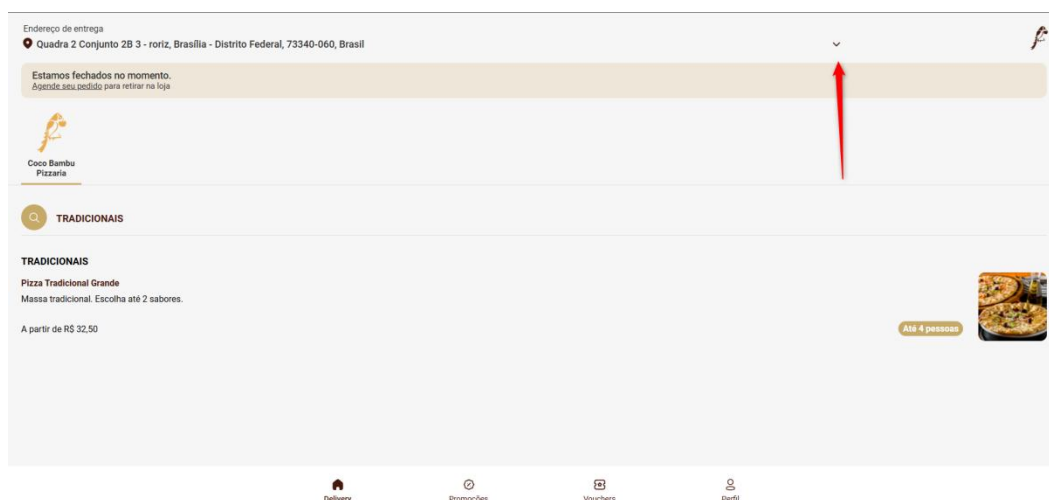 Endereço de entrega
Quadra 2 Conjunto 2B 3 - roriz, Brasília - Distrito Federal, 73340-060, Brasil
Estamos fechados no momento.
Agende seu pedido para retirar na loja
Coco Bambu
Pizzaria
TRADICIONAIS
TRADICIONAIS
Pizza Tradicional Grande
Massa tradicional. Escolha até 2 sabores.
A partir de R$ 32,50
Até 4 pessoas
Delivery
Promoções
Vouchers
Perfil